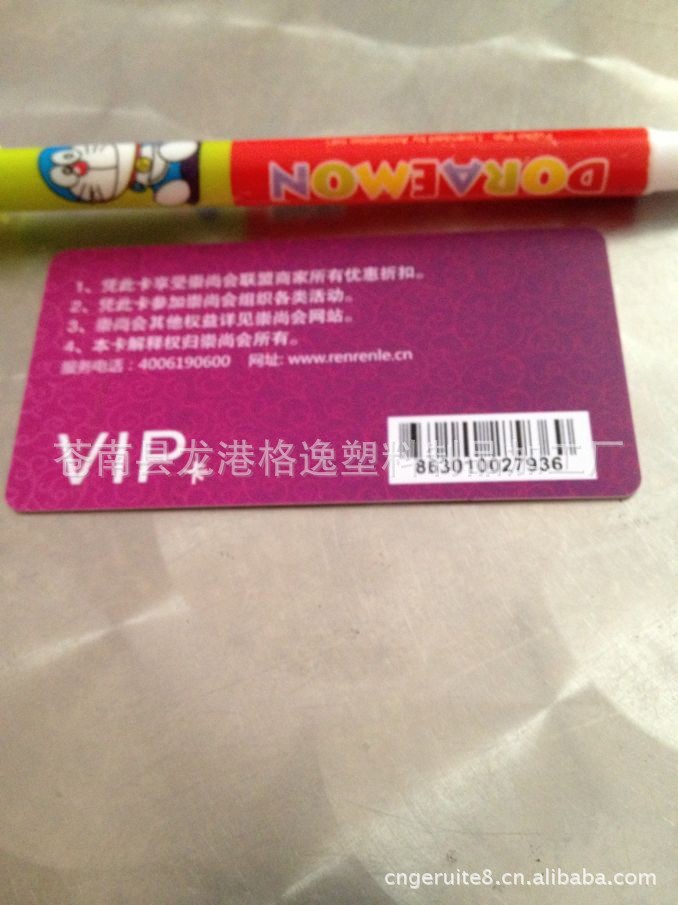 DORAEMON
1、凭此卡享受崇尚会联盟商家所有优惠折扣。
2、凭此卡参加崇尚会组织各类活动。
3、崇尚会其他权益详见崇尚会网站。
4、本卡解释权归崇尚会所有。
服务电话：4006190600 网址: www.renrenle.cn
VIP*
863010027936
苍南县龙港格逸塑料制品加工厂
cngeruite8.cn.alibaba.com